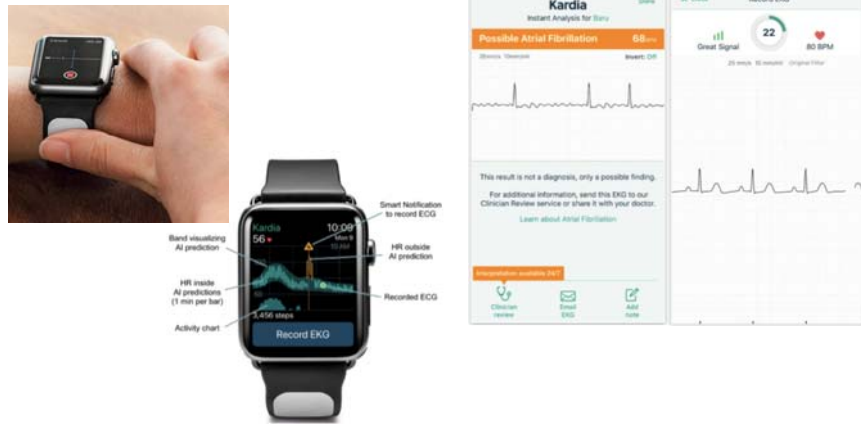 Kardia
Instant Analysis for Bary
Possible Atrial Fibrillation 68
Invert: Off
This result is not a diagnosis, only a possible finding.
For additional information, send this EKG to our
Clinician Review service or share it with your doctor.
Learn about Atrial Fibrillation
Interpretation available 24/7
Clinician
review
Email
EKG
Add
note
Record EKG
22
Great Signal
80 BPM
Original Filter
Smart Notification
to record ECG
HR outside
AI prediction
Recorded ECG
Band visualizing
AI prediction
HR inside
AI predictions
(1 min per bar)
Activity chart
Kardia 10:09
56
3,456 steps
Record EKG